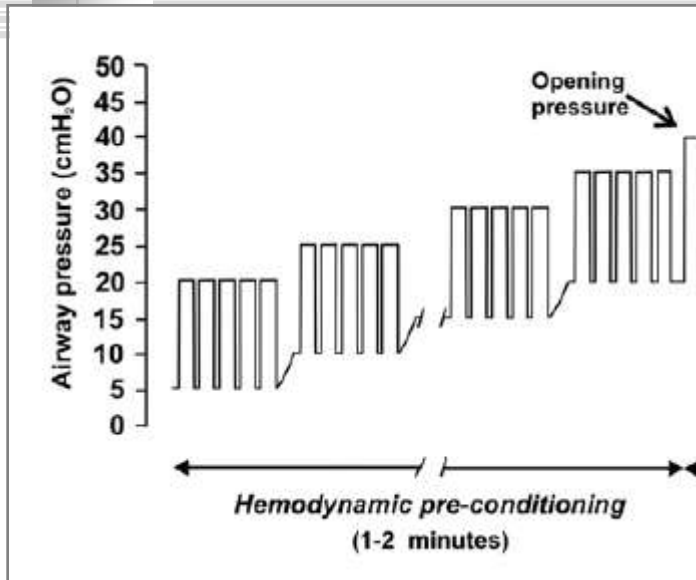 Airway pressure (cmH₂O)
50
45
40
35
30
25
20
15
10
5
0
Opening
pressure
Hemodynamic pre-conditioning
(1-2 minutes)